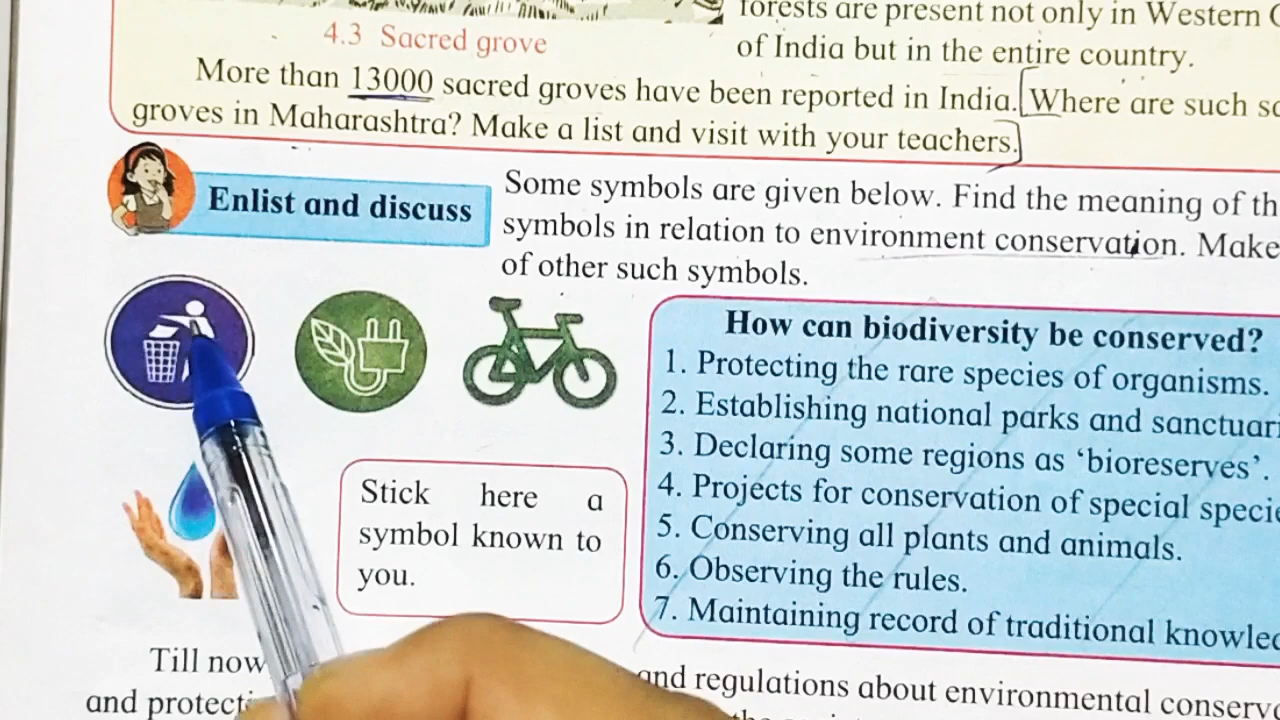 forests are present not only in Western
4.3 Sacred grove
of India but in the entire country.
More than 13000 sacred groves have been reported in India. Where are such
groves in Maharashtra? Make a list and visit with your teachers.
Enlist and discuss
Some symbols are given below. Find the meaning of
symbols in relation to environment conservation. Make
of other such symbols.
How can biodiversity be conserved?
1. Protecting the rare species of organisms.
2. Establishing national parks and
3. Declaring some regions as ‘bioreserves’.
4. Projects for conservation of special
5. Conserving all plants and animals.
6. Observing the rules.
7. Maintaining record of traditional
Stick here a
symbol known to
you.
Till now
and regulations about environmental
and